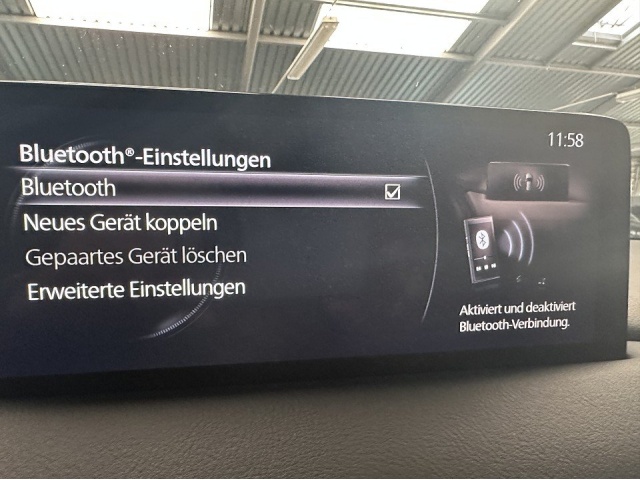 11:58
Bluetooth®-Einstellungen
Bluetooth
Neues Gerät koppeln
Gepaartes Gerät löschen
Erweiterte Einstellungen
Aktiviert und deaktiviert
Bluetooth-Verbindung.